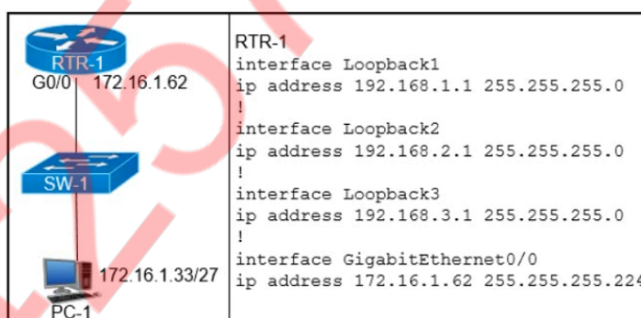 RTR-1
G0/0
172.16.1.62
SW-1
172.16.1.33/27
PC-1
RTR-1
interface Loopback1
ip address 192.168.1.1 255.255.255.0
!
interface Loopback2
ip address 192.168.2.1 255.255.255.0
!
interface Loopback3
ip address 192.168.3.1 255.255.255.0
!
interface GigabitEthernet0/0
ip address 172.16.1.62 255.255.255.224